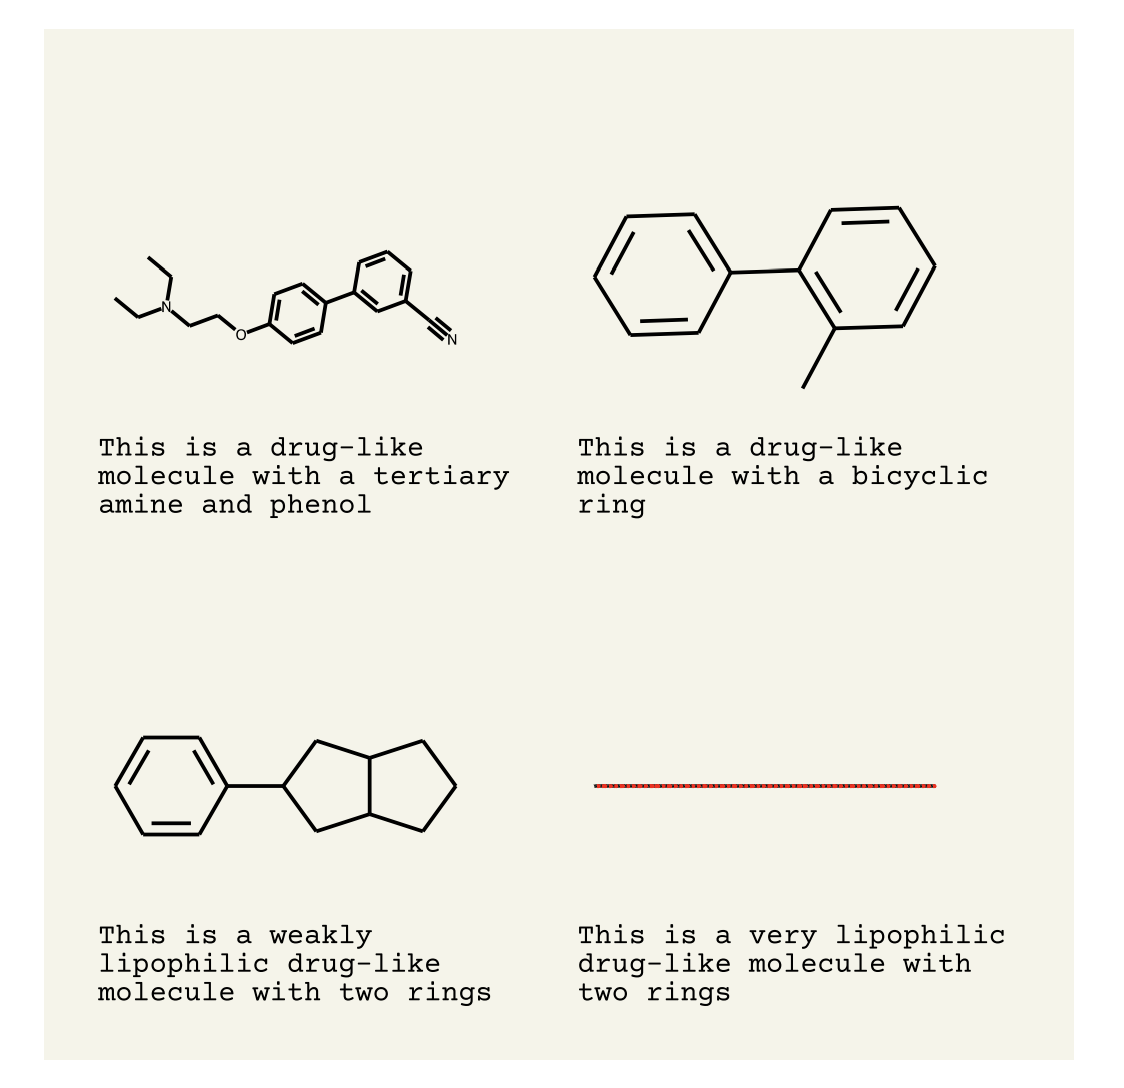 N
O
N
This is a drug-like
molecule with a tertiary
amine and phenol
This is a drug-like
molecule with a bicyclic
ring
This is a weakly
lipophilic drug-like
molecule with two rings
This is a very lipophilic
drug-like molecule with
two rings